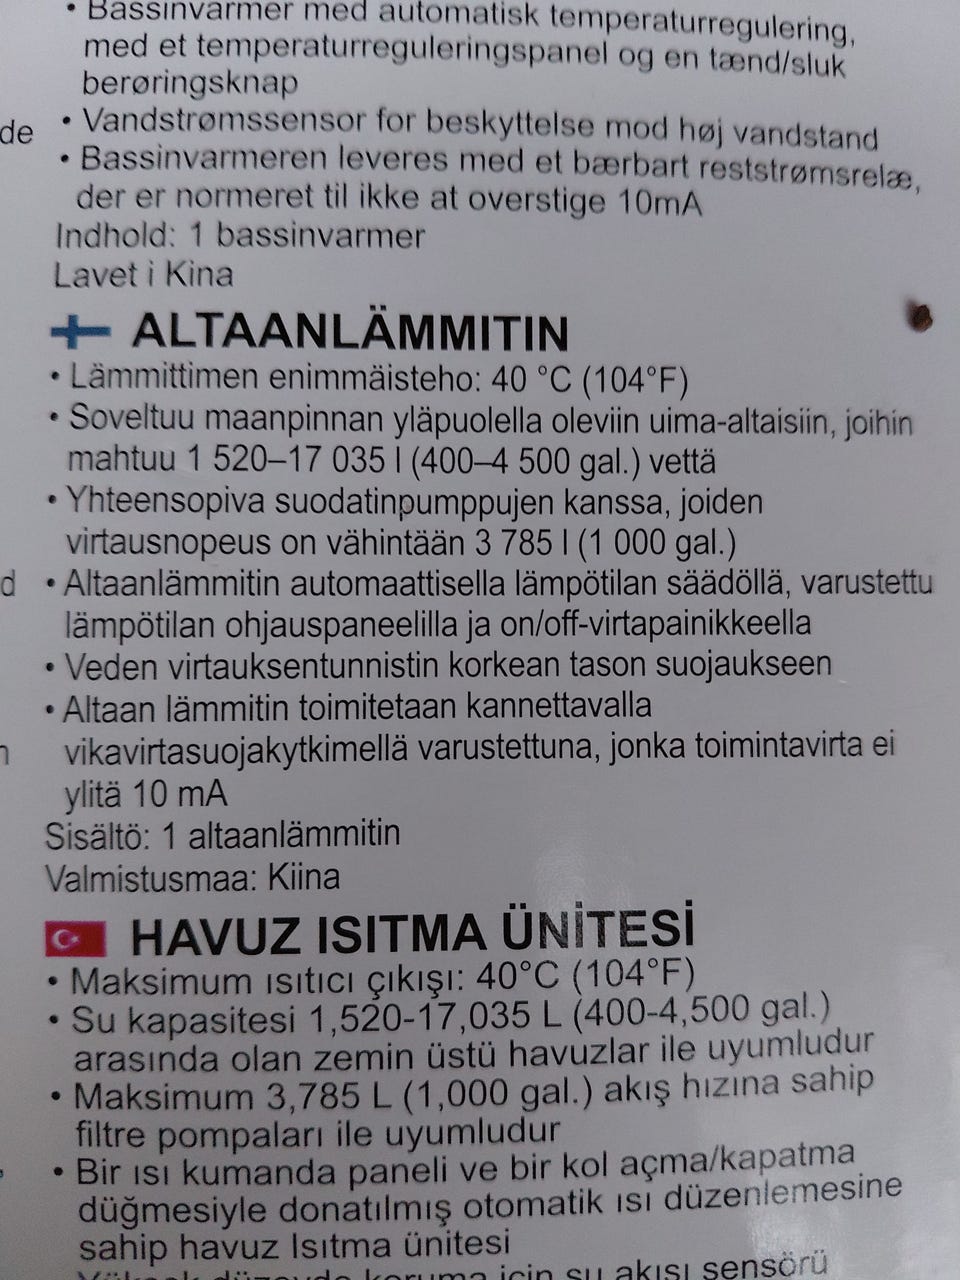 • Bassinvarmer med automatisk temperaturregulering,
med et temperaturreguleringspanel og en tænd/sluk
berøringsknap
de
• Vandstrømssensor for beskyttelse mod høj vandstand
• Bassinvarmeren leveres med et bærbart reststrømsrelæ,
der er normeret til ikke at overstige 10mA
Indhold: 1 bassinvarmer
Lavet i Kina
ALTAANLÄMMITIN
• Lämmittimen enimmäisteho: 40 °C (104°F)
• Soveltuu maanpinnan yläpuolella oleviin uima-altaisiin, joihin
mahtuu 1 520–17 035 l (400–4 500 gal.) vettä
• Yhteensopiva suodatinpumppujen kanssa, joiden
virtausnopeus on vähintään 3 785 l (1 000 gal.)
d
• Altaanlämmitin automaattisella lämpötilan säädöllä, varustettu
lämpötilan ohjauspaneelilla ja on/off-virtapainikkeella
• Veden virtauksentunnistin korkean tason suojaukseen
• Altaan lämmitin toimitetaan kannettavalla
vikavirtasuojakytkimellä varustettuna, jonka toimintavirta ei
ylitä 10 mA
Sisältö: 1 altaanlämmitin
Valmistusmaa: Kiina
HAVUZ ISITMA ÜNİTESİ
• Maksimum ısıtıcı çıkışı: 40°C (104°F)
• Su kapasitesi 1,520-17,035 L (400-4,500 gal.)
arasında olan zemin üstü havuzlar ile uyumludur
• Maksimum 3,785 L (1,000 gal.) akış hızına sahip
filtre pompaları ile uyumludur
• Bir ısı kumanda paneli ve bir kol açma/kapatma
düğmesiyle donatılmış otomatik ısı düzenlemesine
sahip havuz Isıtma ünitesi
• Yüksek düzeyde koruma için su akışı sensörü